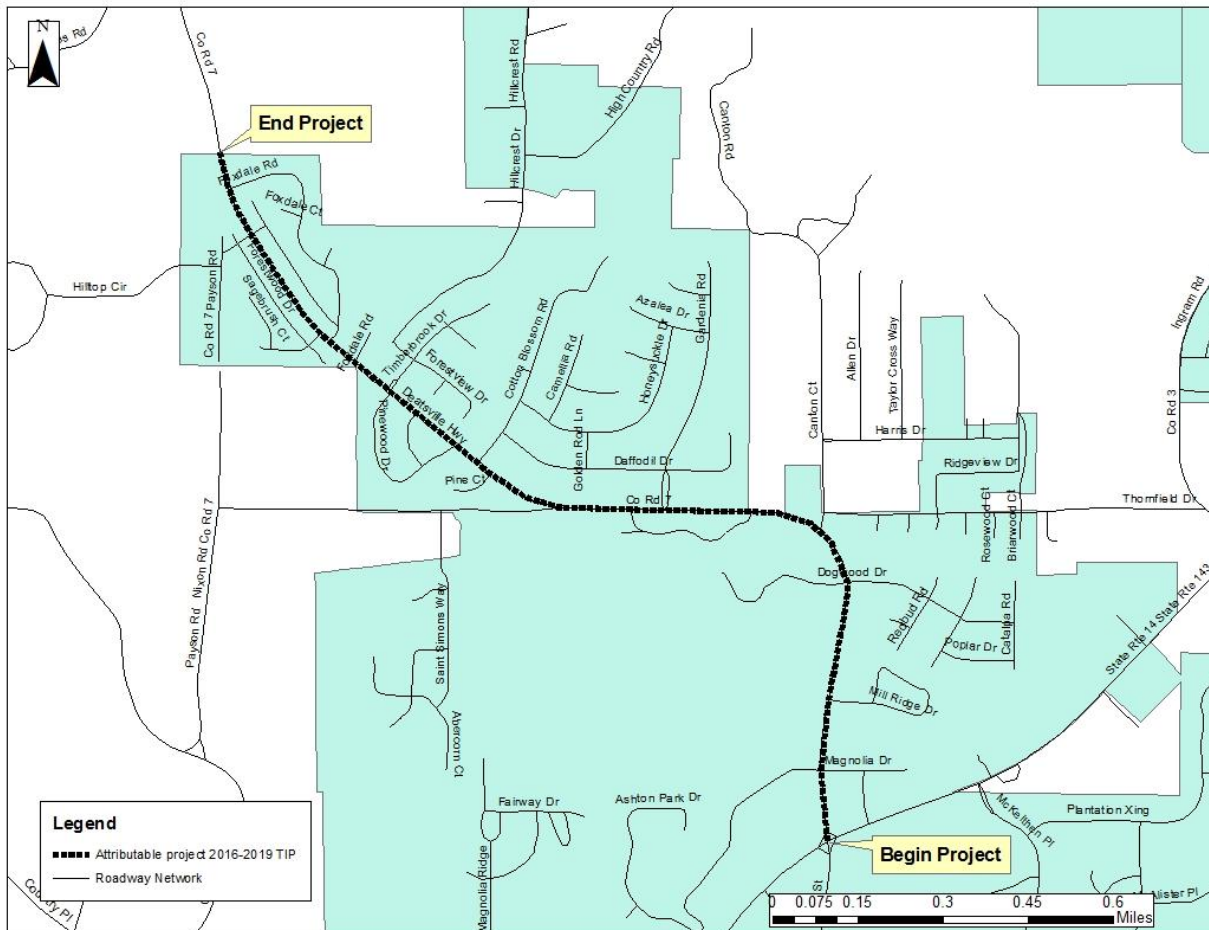 N
Co Rd 7
Hillcrest Rd
High Country Rd
Canton Rd
End Project
Hillcrest Dr
Foxdale Rd
Foxdale Ct
Ingram Rd
Hilltop Cir
Co Rd 7 Payson Rd
Forestwood Dr
Sagebrush Ct
Foxdale Rd
Timberbrook Dr
Forestview Dr
Cotton Blossom Rd
Camellia Rd
Azalea Dr
Honeysuckle Dr
Gardenia Rd
Allen Dr
Taylor Cross Way
Canton Ct
Co Rd 3
Pinewood Dr
Deatsville Hwy
Golden Rod Ln
Harris Dr
Daffodil Dr
Ridgeview Dr
Pine Ct
Co Rd 7
Rosewood Ct
Briarwood Ct
Thornfield Dr
Payson Rd Nixon Rd Co Rd 7
Saint Simons Way
Dogwood Dr
Redbud Rd
Catalpa Rd
Poplar Dr
State Rte 14 State Rte 143
Mill Ridge Dr
Abercorn Ct
Magnolia Dr
Fairway Dr
Ashton Park Dr
McKeithen Pl
Plantation Xing
Begin Project
Magnolia Ridge
St
Alister Pl
Country Pl
Legend
Attributable project 2016-2019 TIP
Roadway Network
0 0.075 0.15 0.3 0.45 0.6
Miles